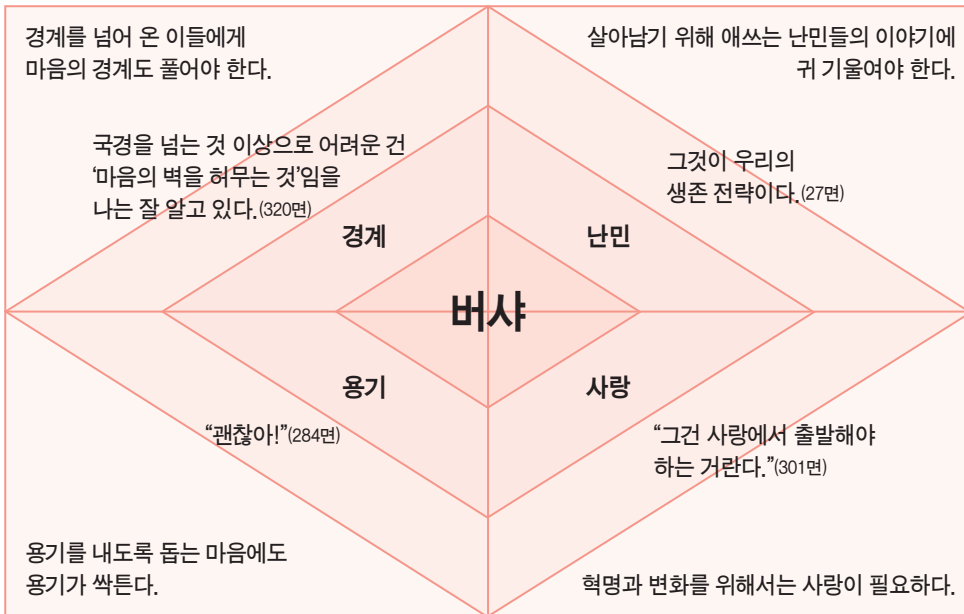 경계를 넘어 온 이들에게
마음의 경계도 풀어야 한다.
살아남기 위해 애쓰는 난민들의 이야기에
귀 기울여야 한다.
국경을 넘는 것 이상으로 어려운 건
‘마음의 벽을 허무는 것’임을
나는 잘 알고 있다.(320면)
그것이 우리의
생존 전략이다.(27면)
경계
난민
버샤
용기
사랑
“괜찮아!”(284면)
“그건 사랑에서 출발해야
하는 거란다.”(301면)
용기를 내도록 돕는 마음에도
용기가 싹튼다.
혁명과 변화를 위해서는 사랑이 필요하다.